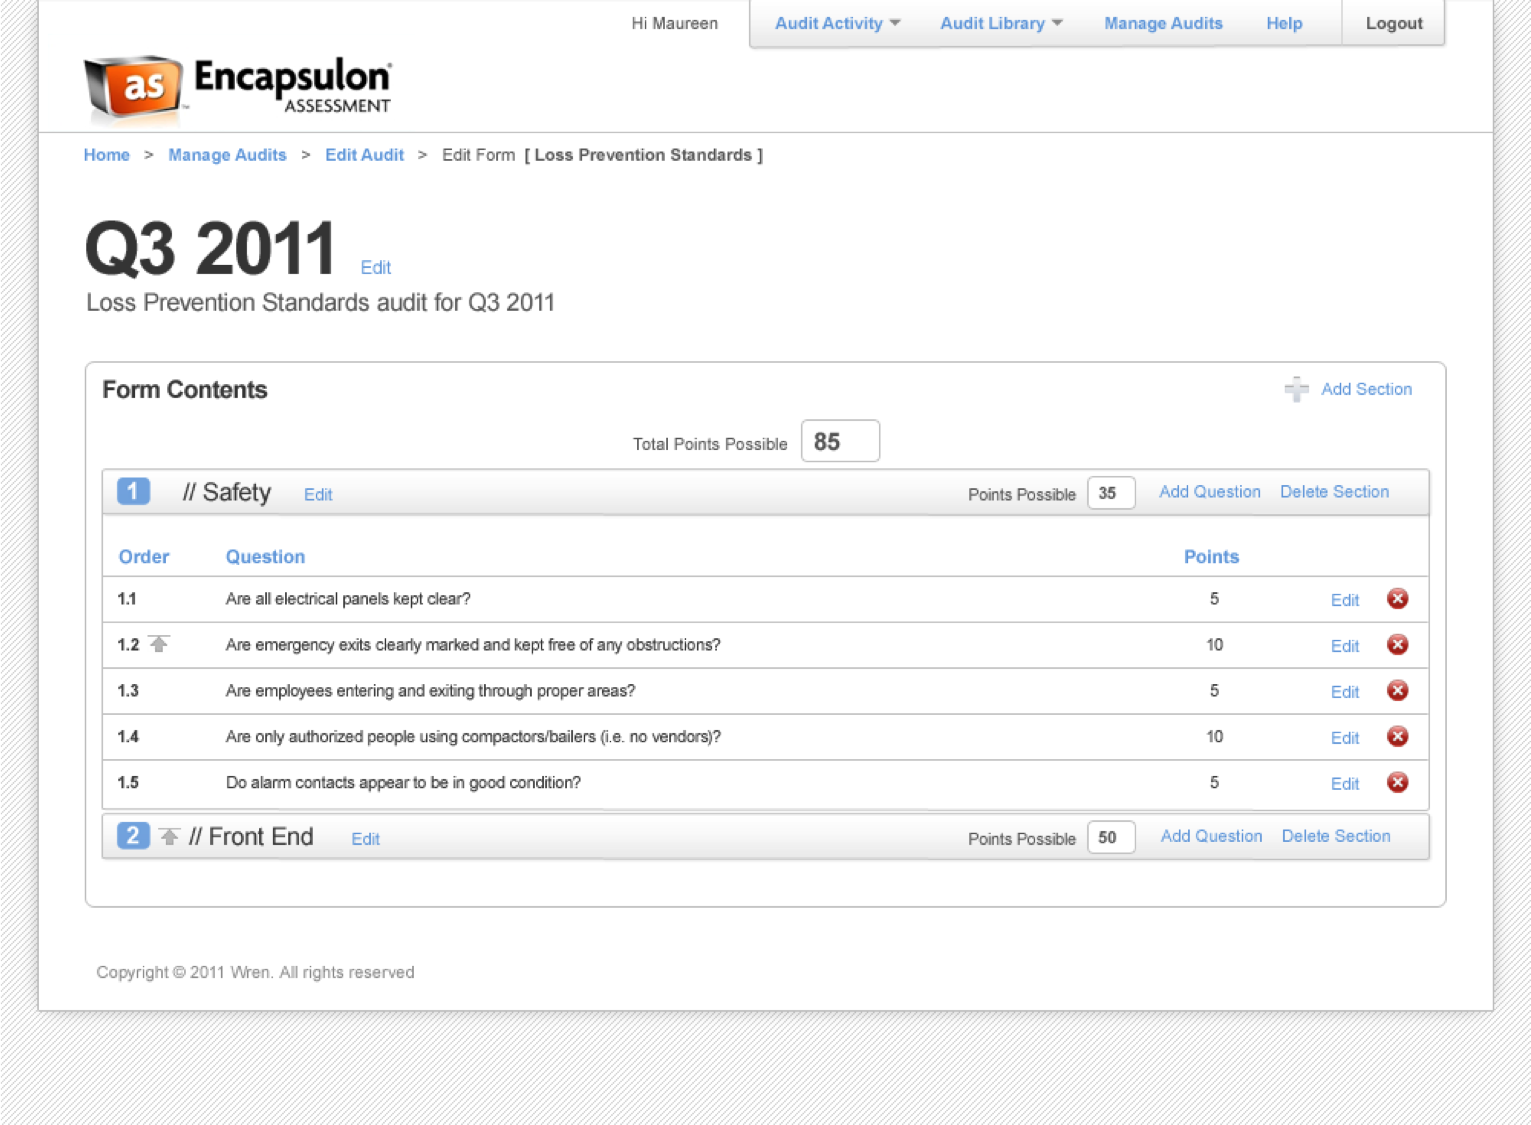 Hi Maureen Audit Activity Audit Library Manage Audits Help Logout
as™ Encapsulon®
ASSESSMENT
Home > Manage Audits > Edit Audit > Edit Form [ Loss Prevention Standards ]
Q3 2011 Edit
Loss Prevention Standards audit for Q3 2011
Form Contents Add Section
Total Points Possible 85
1 // Safety Edit Points Possible 35 Add Question Delete Section
Order Question Points
1.1 Are all electrical panels kept clear? 5 Edit
1.2 Are emergency exits clearly marked and kept free of any obstructions? 10 Edit
1.3 Are employees entering and exiting through proper areas? 5 Edit
1.4 Are only authorized people using compactors/bailers (i.e. no vendors)? 10 Edit
1.5 Do alarm contacts appear to be in good condition? 5 Edit
2 // Front End Edit Points Possible 50 Add Question Delete Section
Copyright © 2011 Wren. All rights reserved